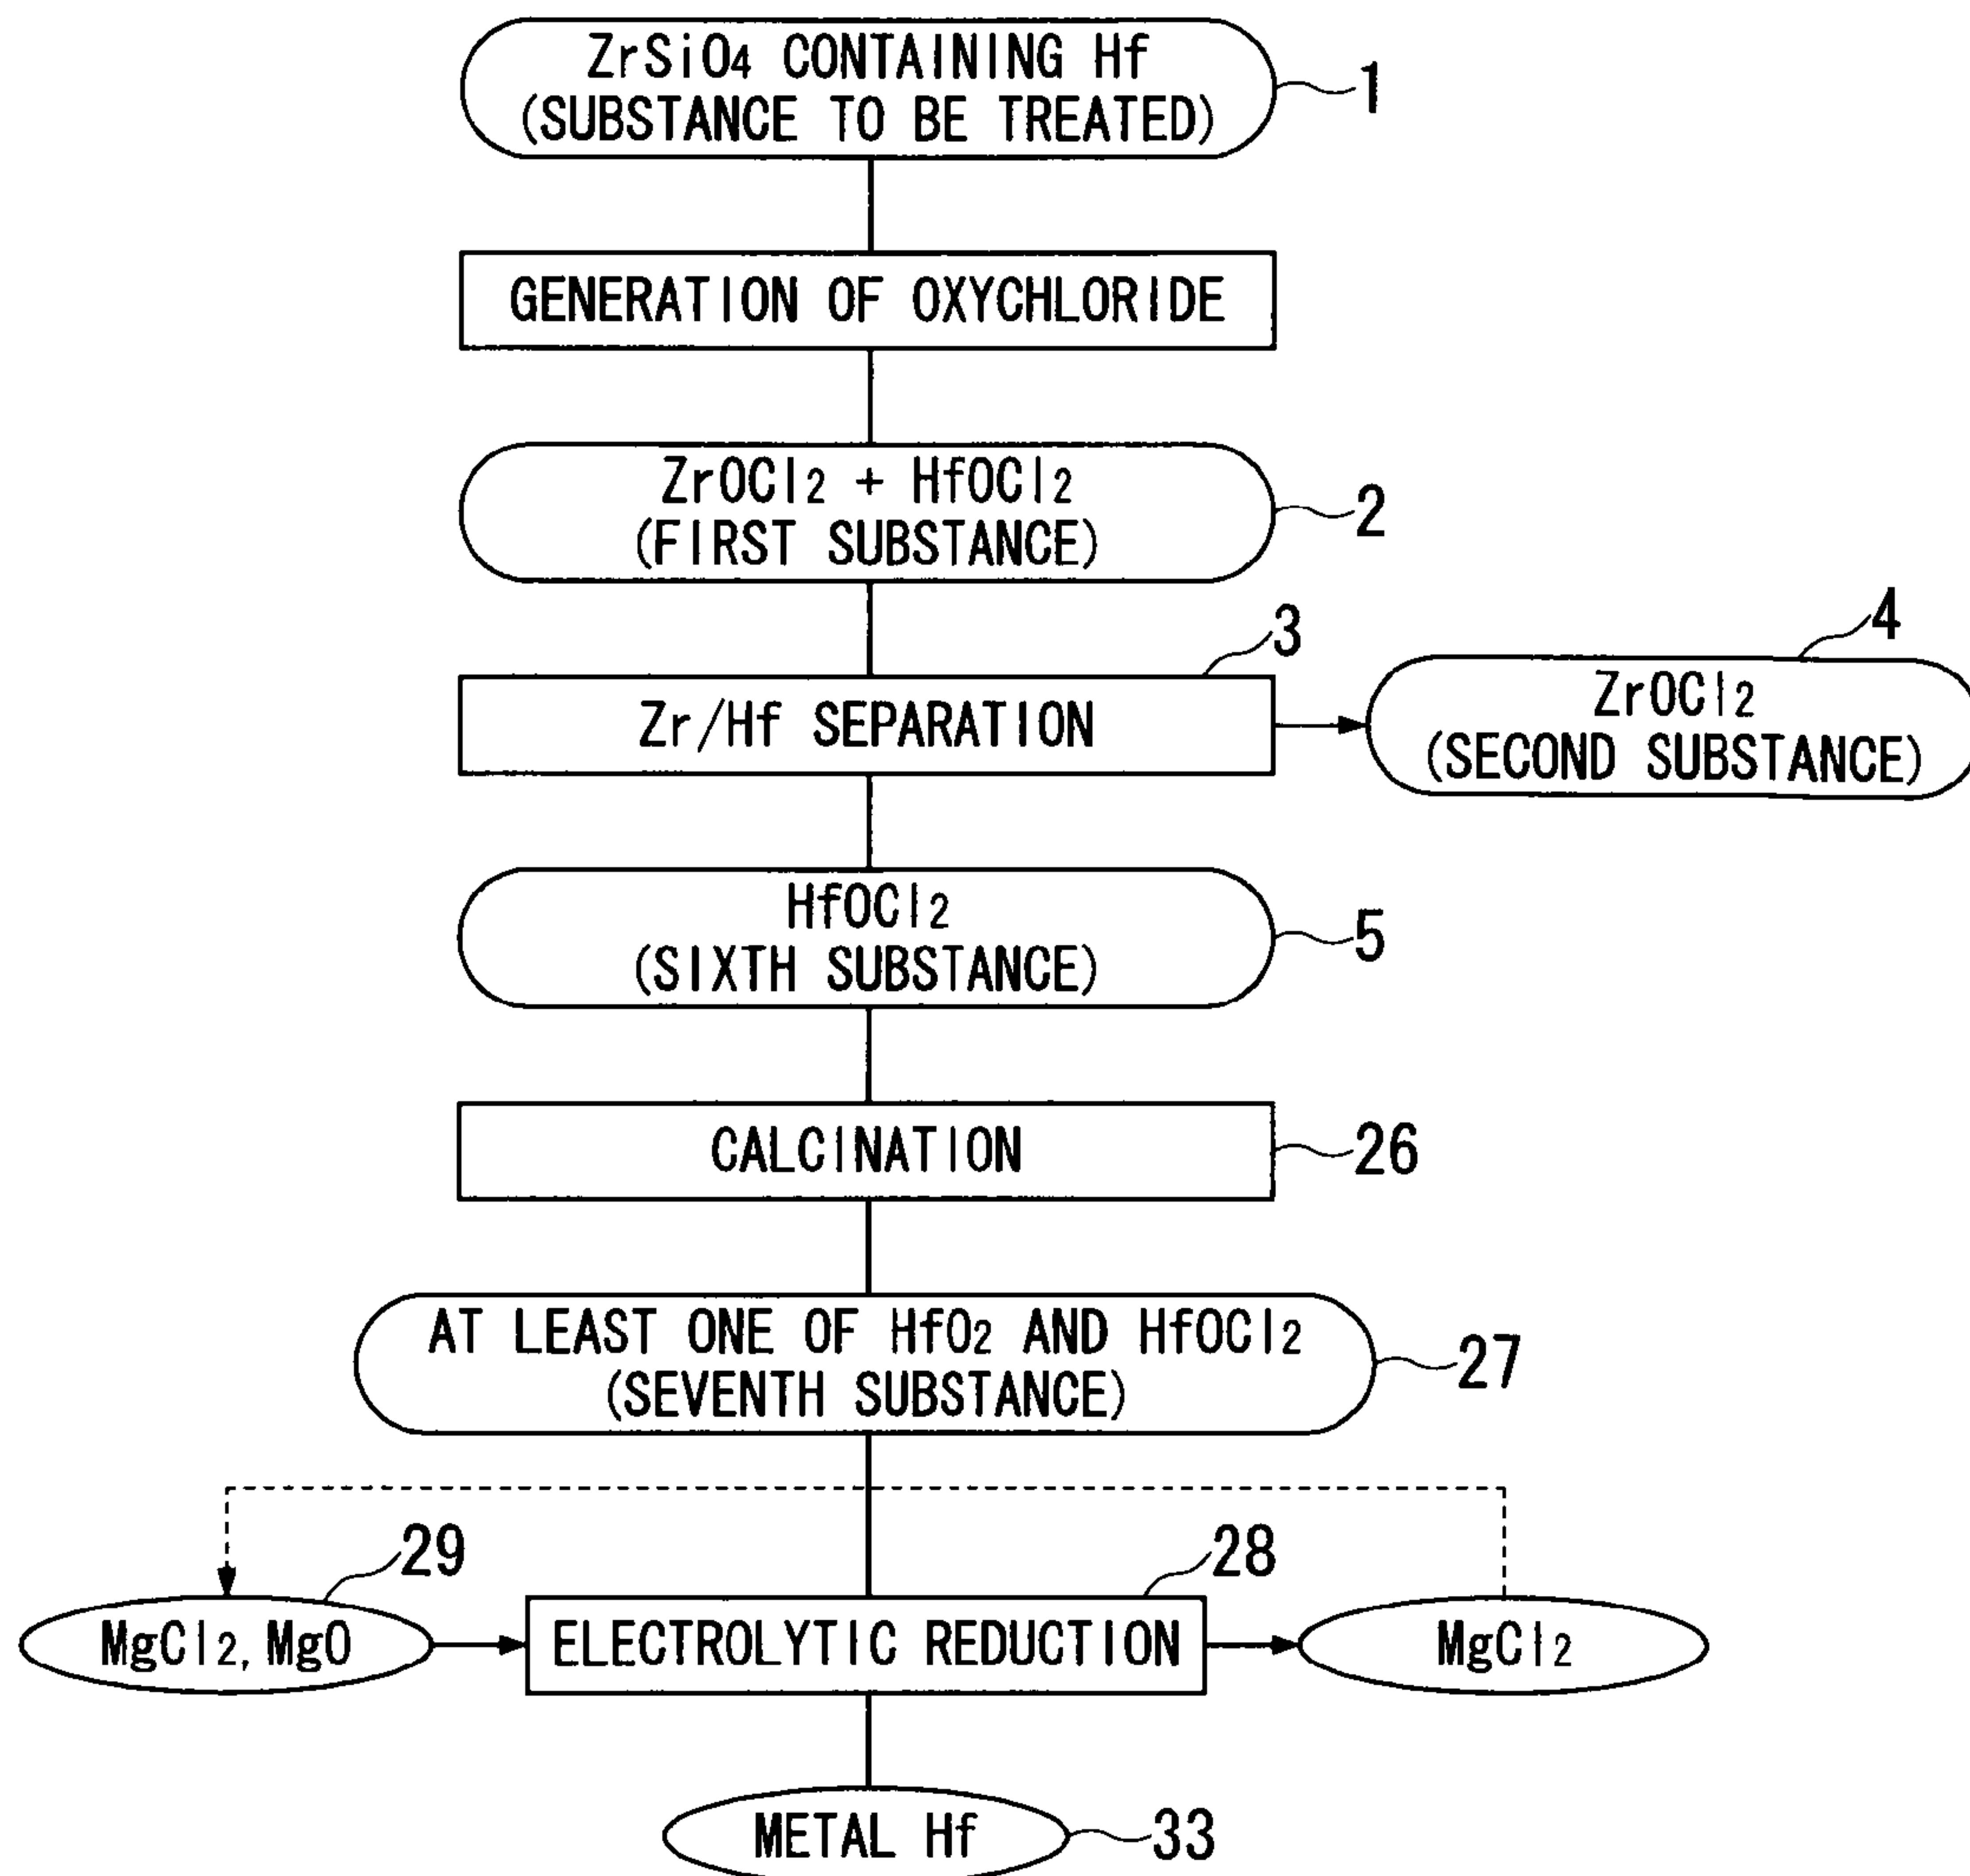 ZrSiO4 CONTAINING Hf
(SUBSTANCE TO BE TREATED)
1
GENERATION OF OXYCHLORIDE
ZrOCl2 + HfOCl2
(FIRST SUBSTANCE)
2
3
Zr/Hf SEPARATION
4
ZrOCl2
(SECOND SUBSTANCE)
HfOCl2
(SIXTH SUBSTANCE)
5
CALCINATION
26
AT LEAST ONE OF HfO2 AND HfOCl2
(SEVENTH SUBSTANCE)
27
29
28
MgCl2, MgO
ELECTROLYTIC REDUCTION
MgCl2
METAL Hf
33